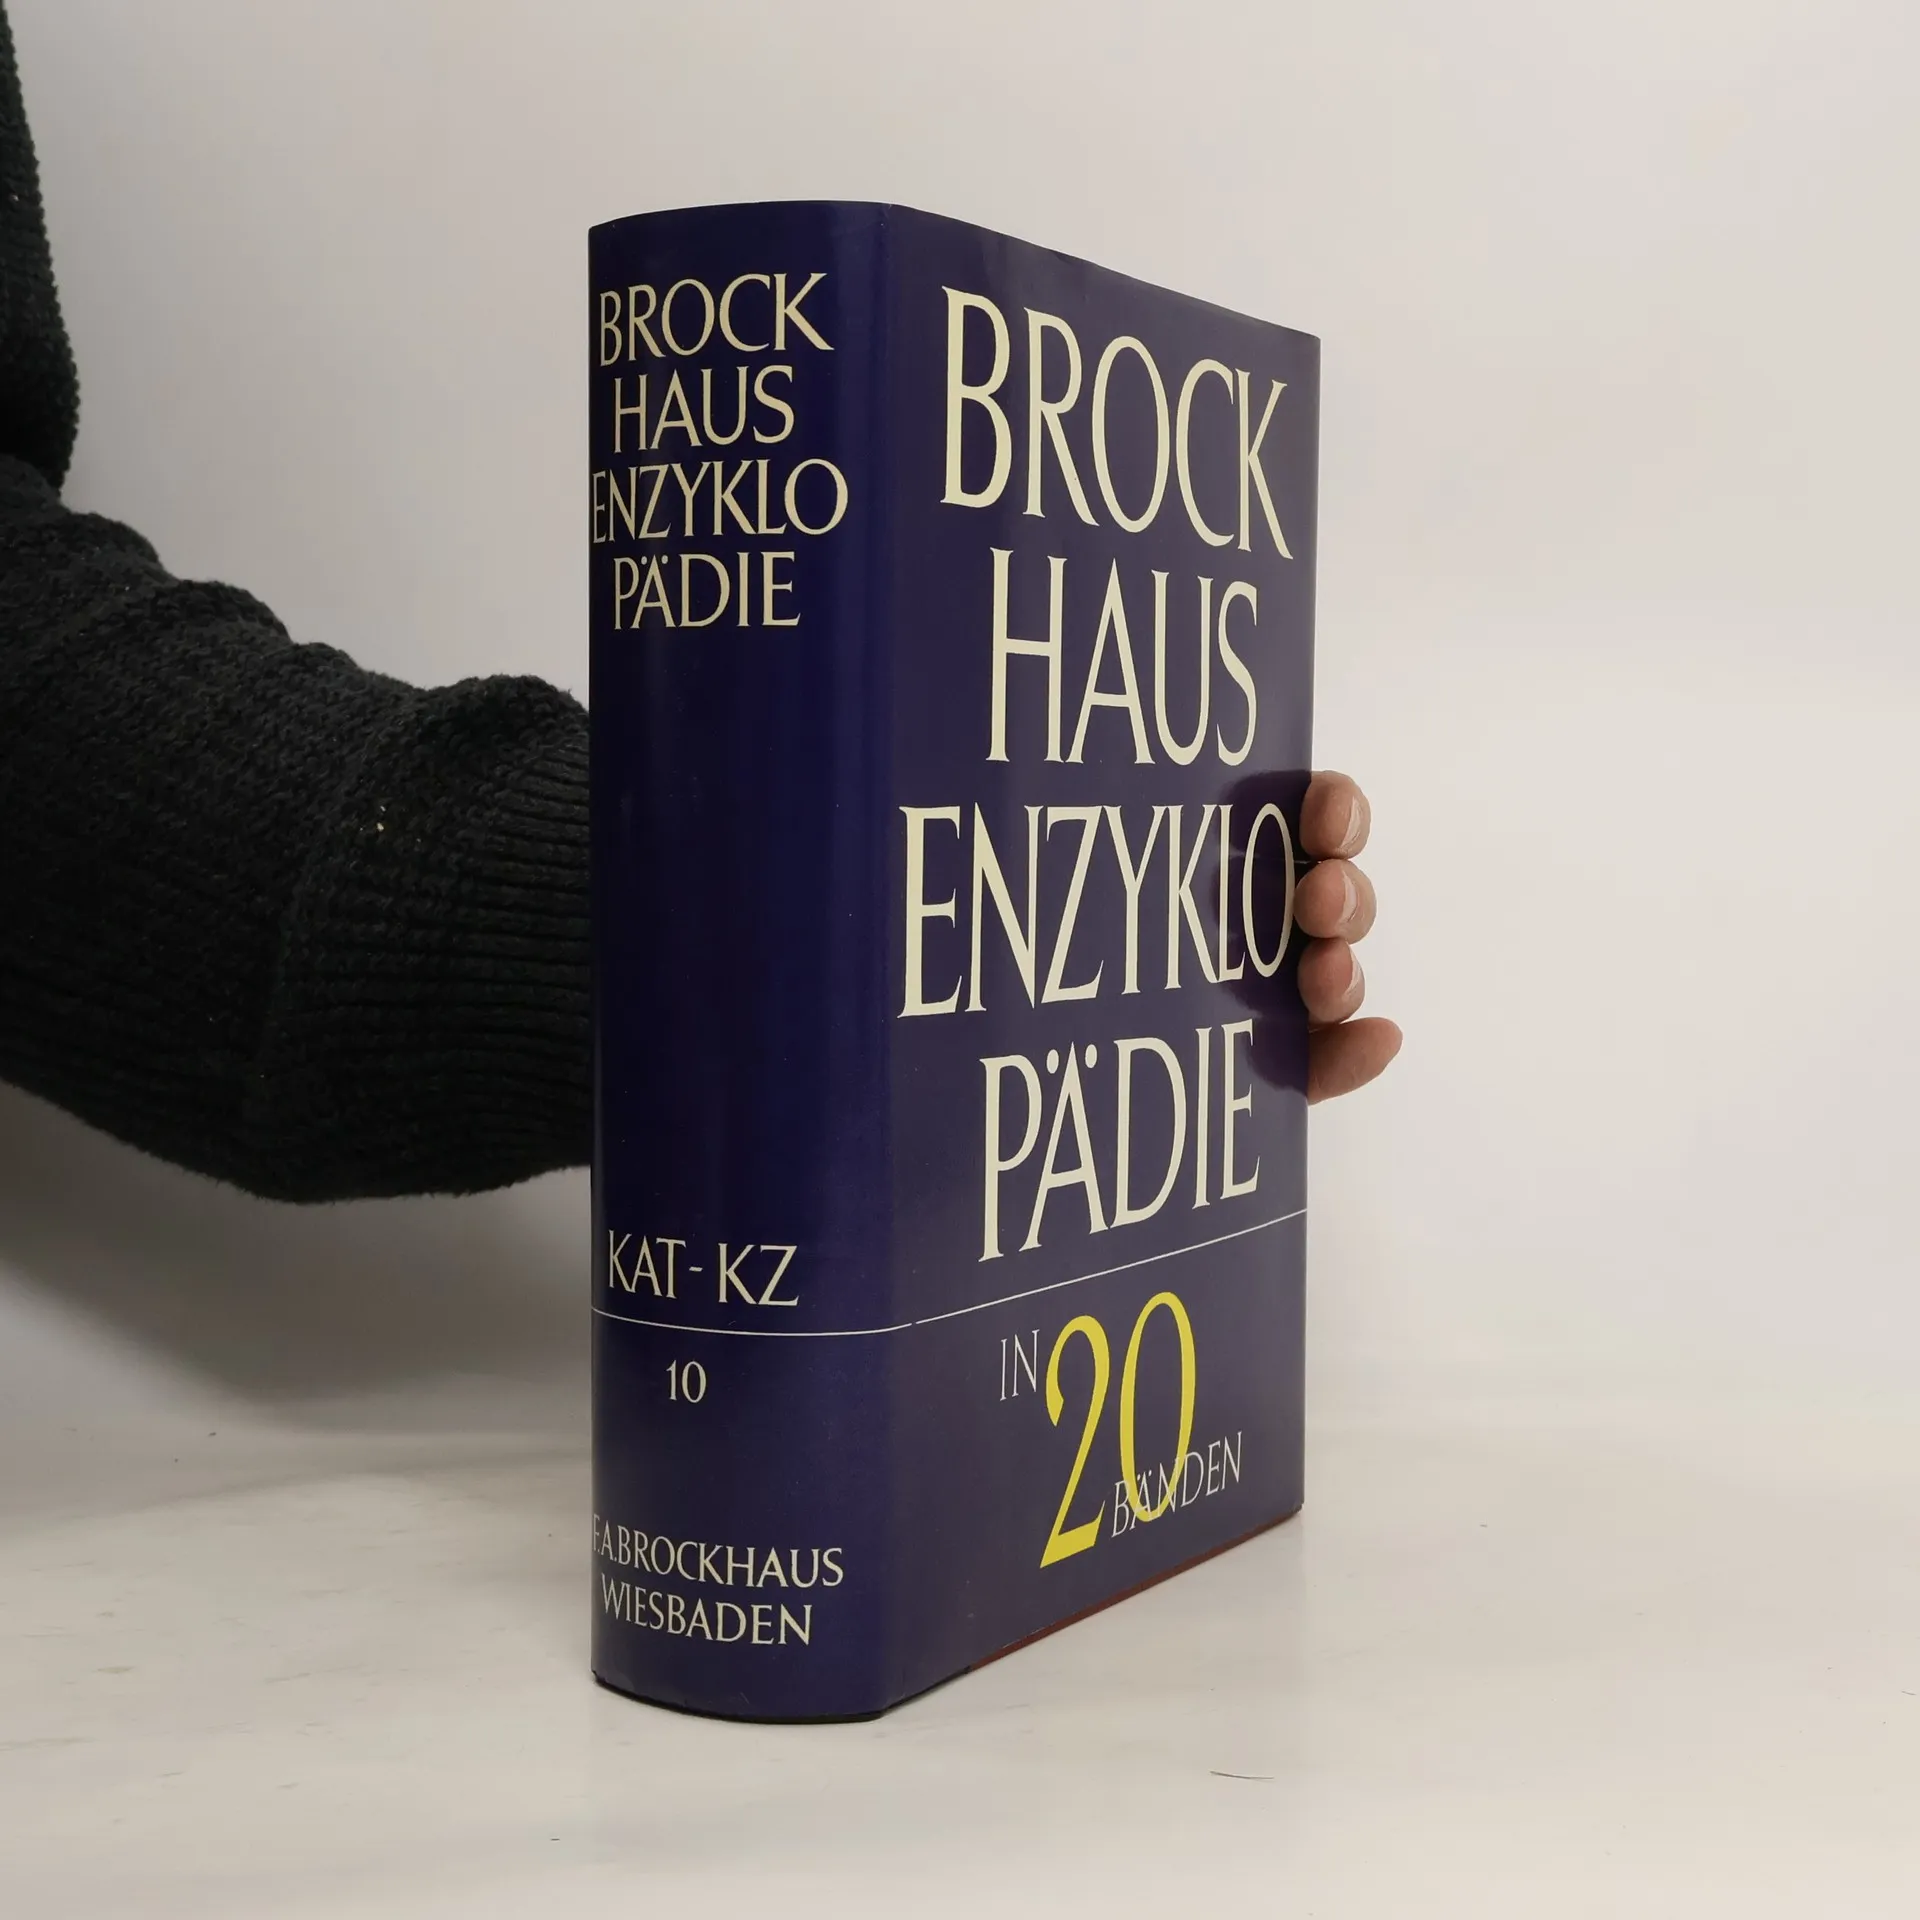 BROCK
HAUS
ENZYKLO
PÄDIE
KAT-KZ
10
F.A.BROCKHAUS
WIESBADEN
BROCK
HAUS
ENZYKLO
PÄDIE
IN 20
BÄNDEN